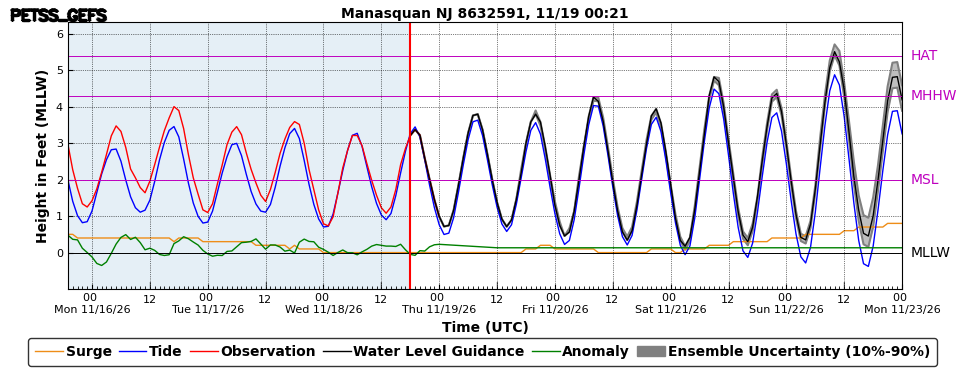 PETSS_GEFS
Manasquan NJ 8632591, 11/19 00:21
Height in Feet (MLLW)
6
5
4
3
2
1
0
HAT
MHHW
MSL
MLLW
00 12 00 12 00 12 00 12 00 12 00 12 00 12 00
Mon 11/16/26 Tue 11/17/26 Wed 11/18/26 Thu 11/19/26 Fri 11/20/26 Sat 11/21/26 Sun 11/22/26 Mon 11/23/26
Time (UTC)
Surge Tide Observation Water Level Guidance Anomaly Ensemble Uncertainty (10%-90%)